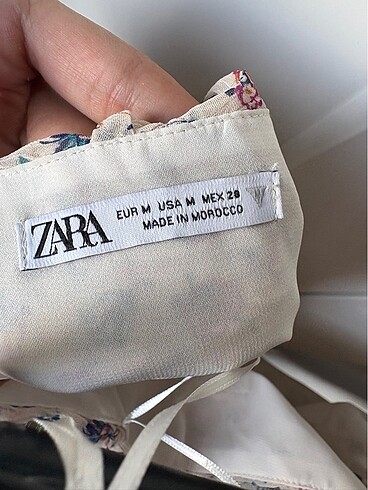 ZARA
EUR M USA M MEX 28
MADE IN MOROCCO